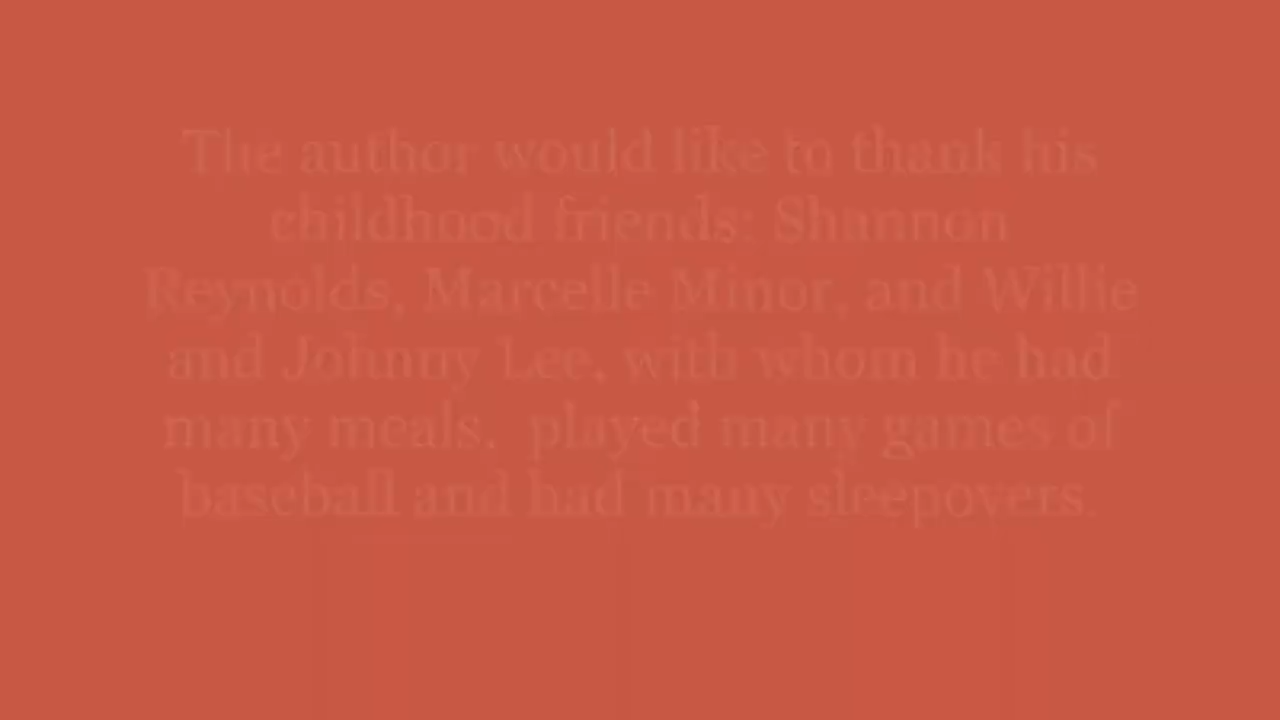 The author would like to thank his
childhood friends: Shannon
Reynolds, Marcelle Minor, and Willie
and Johnny Lee, with whom he had
many meals,  played many games of
baseball and had many sleepovers.